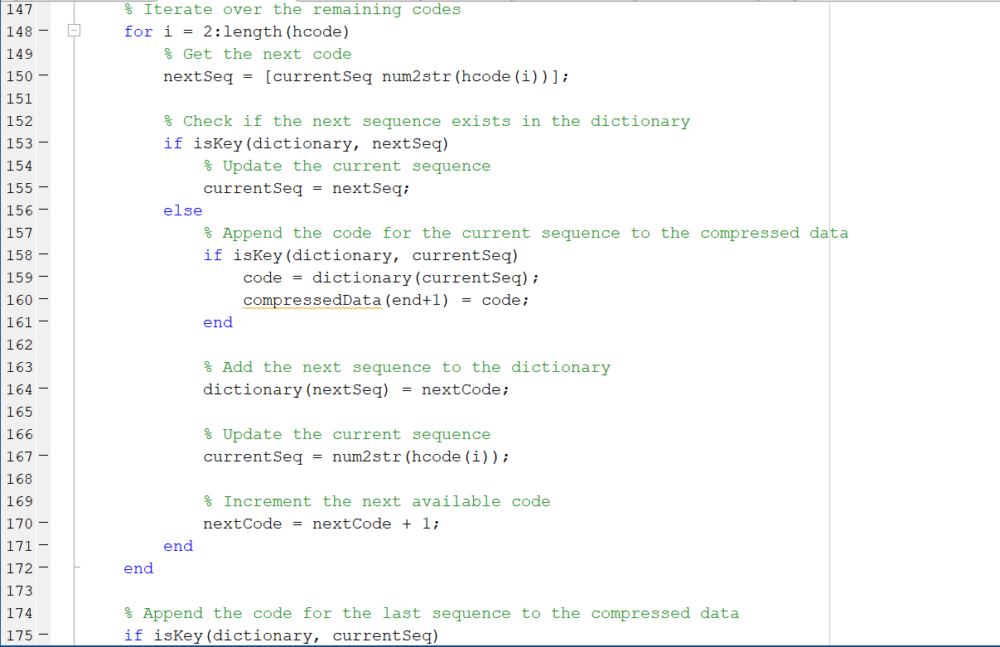 147 % Iterate over the remaining codes
148 – for i = 2:length(hcode)
149 % Get the next code
150 – nextSeq = [currentSeq num2str(hcode(i))];
151
152 % Check if the next sequence exists in the dictionary
153 – if isKey(dictionary, nextSeq)
154 % Update the current sequence
155 – currentSeq = nextSeq;
156 – else
157 % Append the code for the current sequence to the compressed data
158 – if isKey(dictionary, currentSeq)
159 – code = dictionary(currentSeq);
160 – compressedData(end+1) = code;
161 – end
162
163 % Add the next sequence to the dictionary
164 – dictionary(nextSeq) = nextCode;
165
166 % Update the current sequence
167 – currentSeq = num2str(hcode(i));
168
169 % Increment the next available code
170 – nextCode = nextCode + 1;
171 – end
172 – end
173
174 % Append the code for the last sequence to the compressed data
175 – if isKey(dictionary, currentSeq)